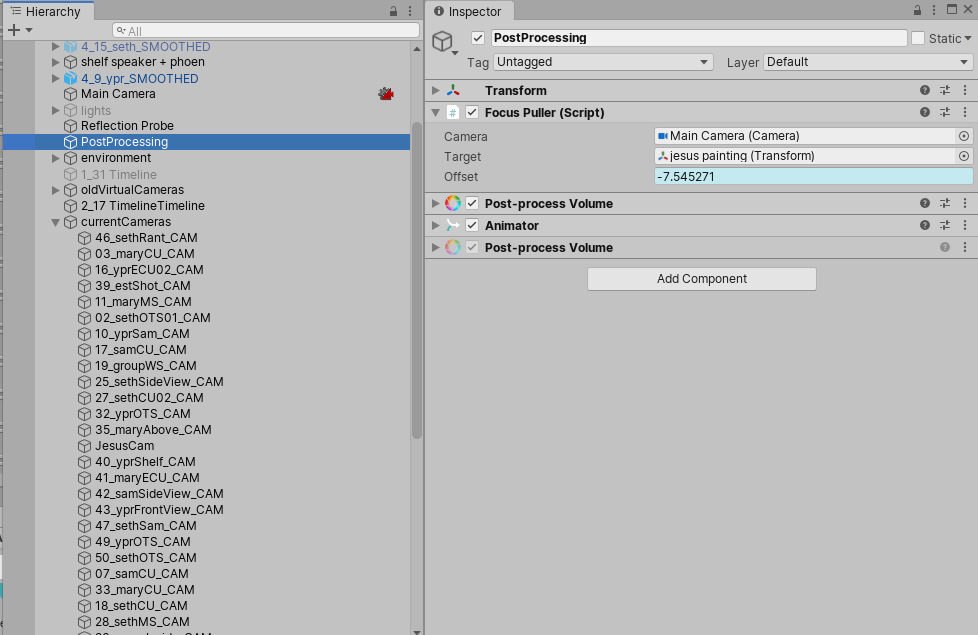 Hierarchy
All
4_15_seth_SMOOTHED
shelf speaker + phoen
4_9_ypr_SMOOTHED
Main Camera
lights
Reflection Probe
PostProcessing
environment
1_31 Timeline
oldVirtualCameras
2_17 TimelineTimeline
currentCameras
46_sethRant_CAM
03_maryCU_CAM
16_yprECU02_CAM
39_estShot_CAM
11_maryMS_CAM
02_sethOTS01_CAM
10_yprSam_CAM
17_samCU_CAM
19_groupWS_CAM
25_sethSideView_CAM
27_sethCU02_CAM
32_yprOTS_CAM
35_maryAbove_CAM
JesusCam
40_yprShelf_CAM
41_maryECU_CAM
42_samSideView_CAM
43_yprFrontView_CAM
47_sethSam_CAM
49_yprOTS_CAM
50_sethOTS_CAM
07_samCU_CAM
33_maryCU_CAM
18_sethCU_CAM
28_sethMS_CAM
Inspector
PostProcessing
Static
Tag Untagged Layer Default
Transform
Focus Puller (Script)
Camera Main Camera (Camera)
Target jesus painting (Transform)
Offset -7.545271
Post-process Volume
Animator
Post-process Volume
Add Component